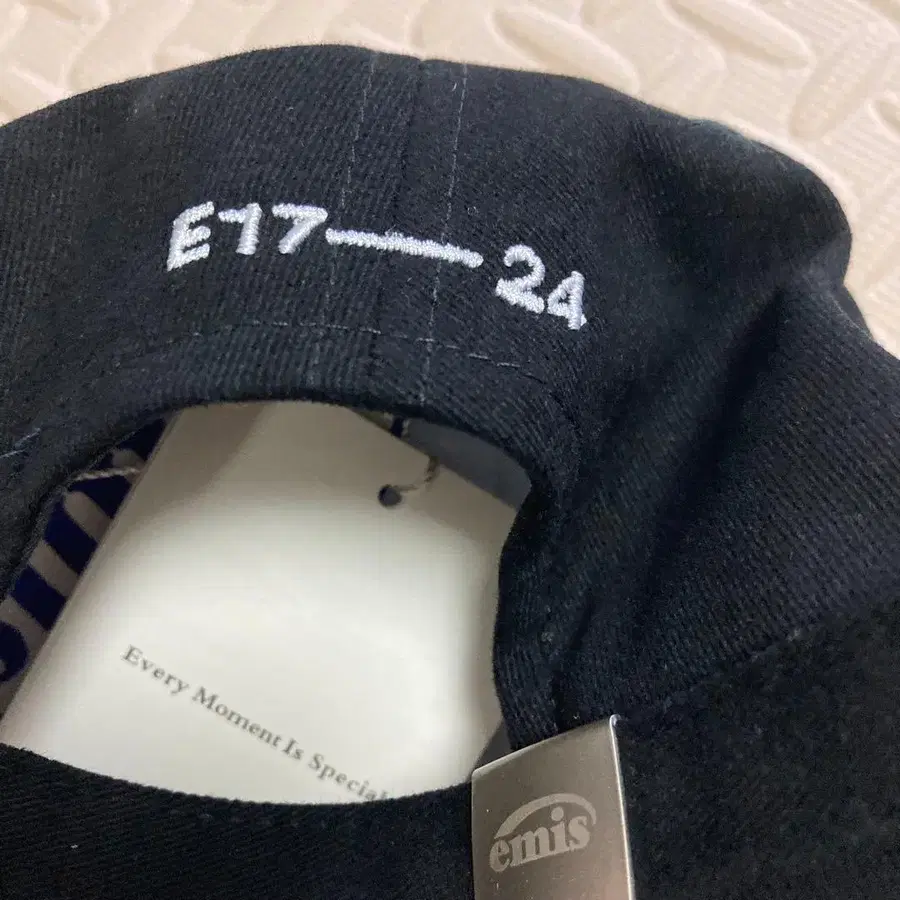 E17—24
Every Moment Is Special
emis